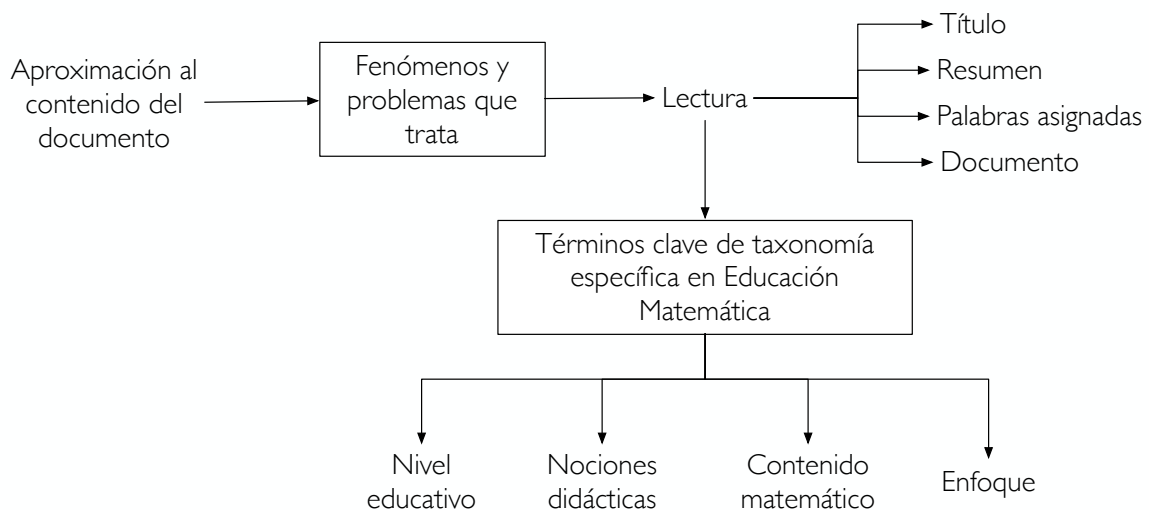 Aproximación al
contenido del
documento
Fenómenos y
problemas que
trata
Lectura
Título
Resumen
Palabras asignadas
Documento
Términos clave de taxonomía
específica en Educación
Matemática
Nivel
educativo
Nociones
didácticas
Contenido
matemático
Enfoque